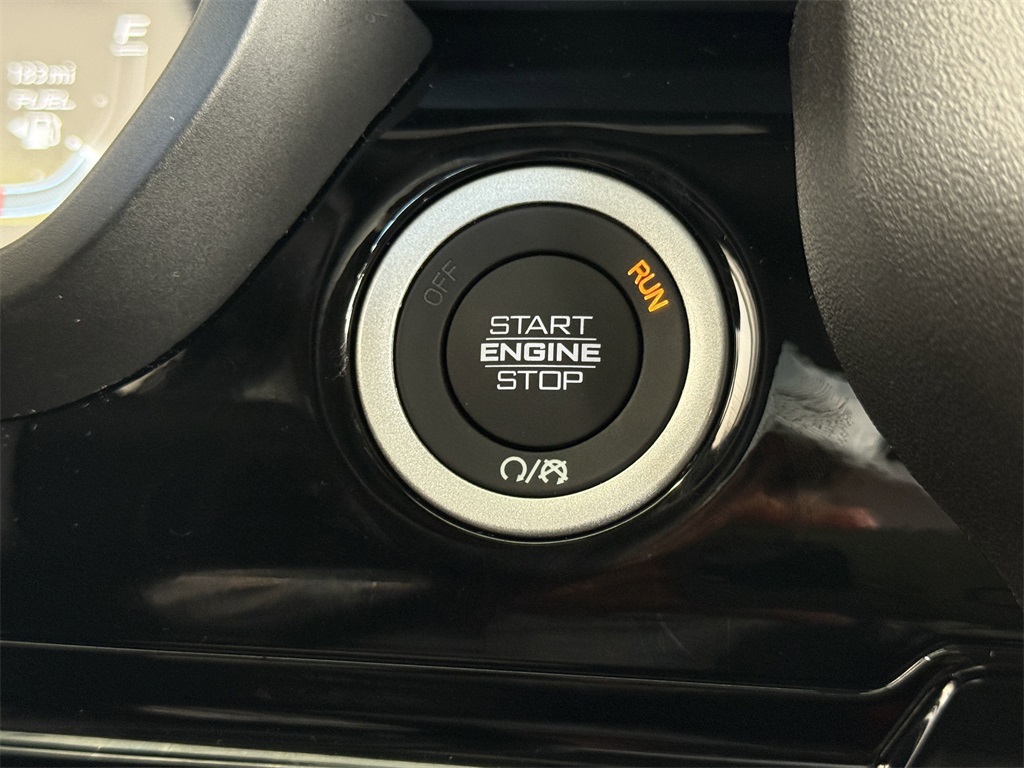 F
183 mi
FUEL
OFF
RUN
START
ENGINE
STOP